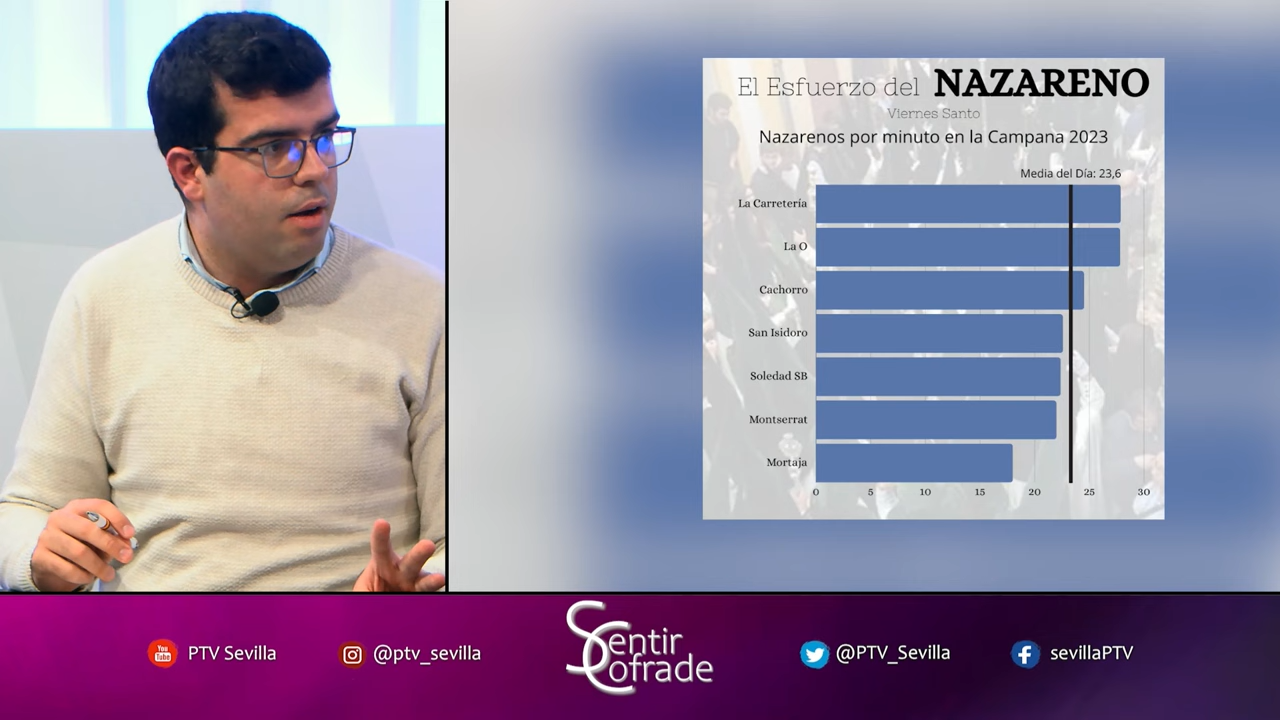 El Esfuerzo del NAZARENO
Viernes Santo
Nazarenos por minuto en la Campana 2023
Media del Día: 23,6
La Carretería
La O
Cachorro
San Isidoro
Soledad SB
Montserrat
Mortaja
0 5 10 15 20 25 30
You Tube PTV Sevilla
@ptv_sevilla
Sentir Cofrade
@PTV_Sevilla
sevillaPTV